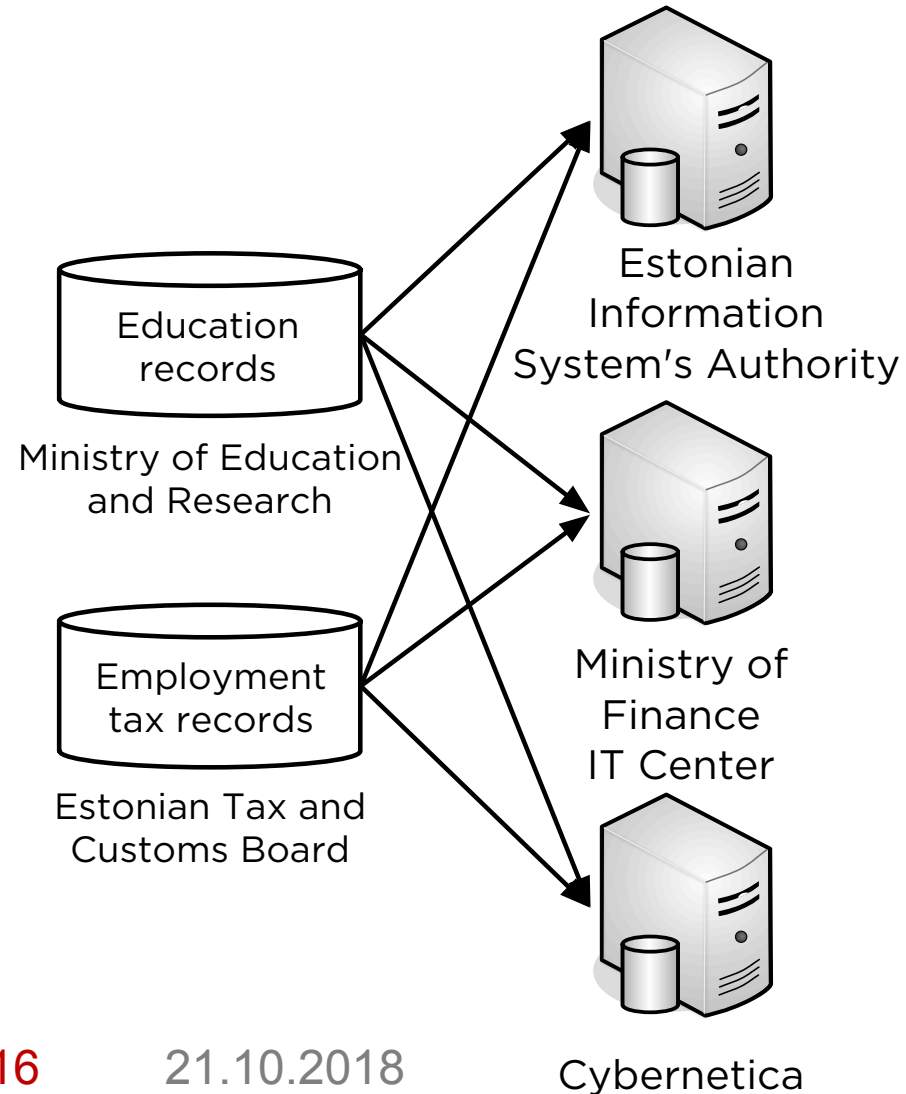 Education
records
Ministry of Education
and Research
Employment
tax records
Estonian Tax and
Customs Board
Estonian
Information
System's Authority
Ministry of
Finance
IT Center
Cybernetica
16 21.10.2018